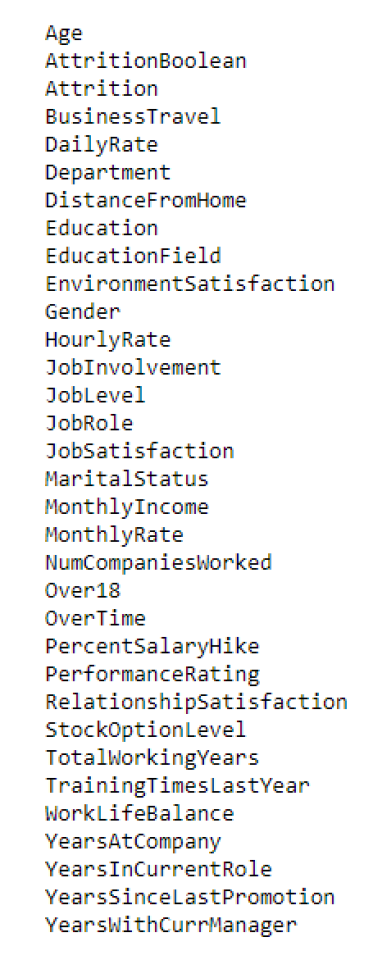 Age
AttritionBoolean
Attrition
BusinessTravel
DailyRate
Department
DistanceFromHome
Education
EducationField
EnvironmentSatisfaction
Gender
HourlyRate
JobInvolvement
JobLevel
JobRole
JobSatisfaction
MaritalStatus
MonthlyIncome
MonthlyRate
NumCompaniesWorked
Over18
OverTime
PercentSalaryHike
PerformanceRating
RelationshipSatisfaction
StockOptionLevel
TotalWorkingYears
TrainingTimesLastYear
WorkLifeBalance
YearsAtCompany
YearsInCurrentRole
YearsSinceLastPromotion
YearsWithCurrManager